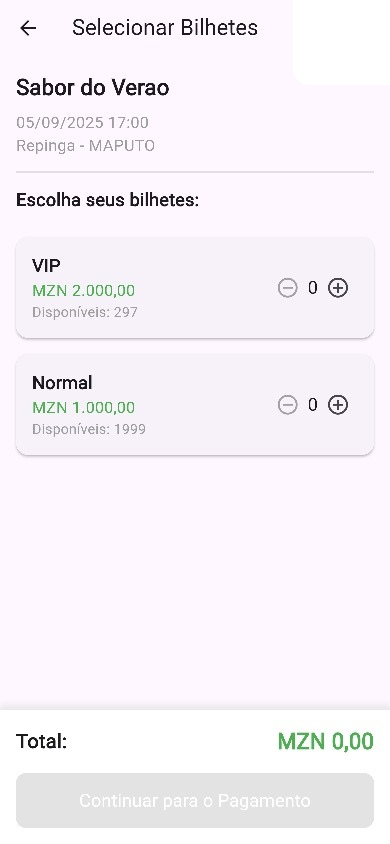 Selecionar Bilhetes
Sabor do Verao
05/09/2025 17:00
Repinga - MAPUTO
Escolha seus bilhetes:
VIP
MZN 2.000,00
Disponíveis: 297
0
Normal
MZN 1.000,00
Disponíveis: 1999
0
Total:
MZN 0,00
Continuar para o Pagamento